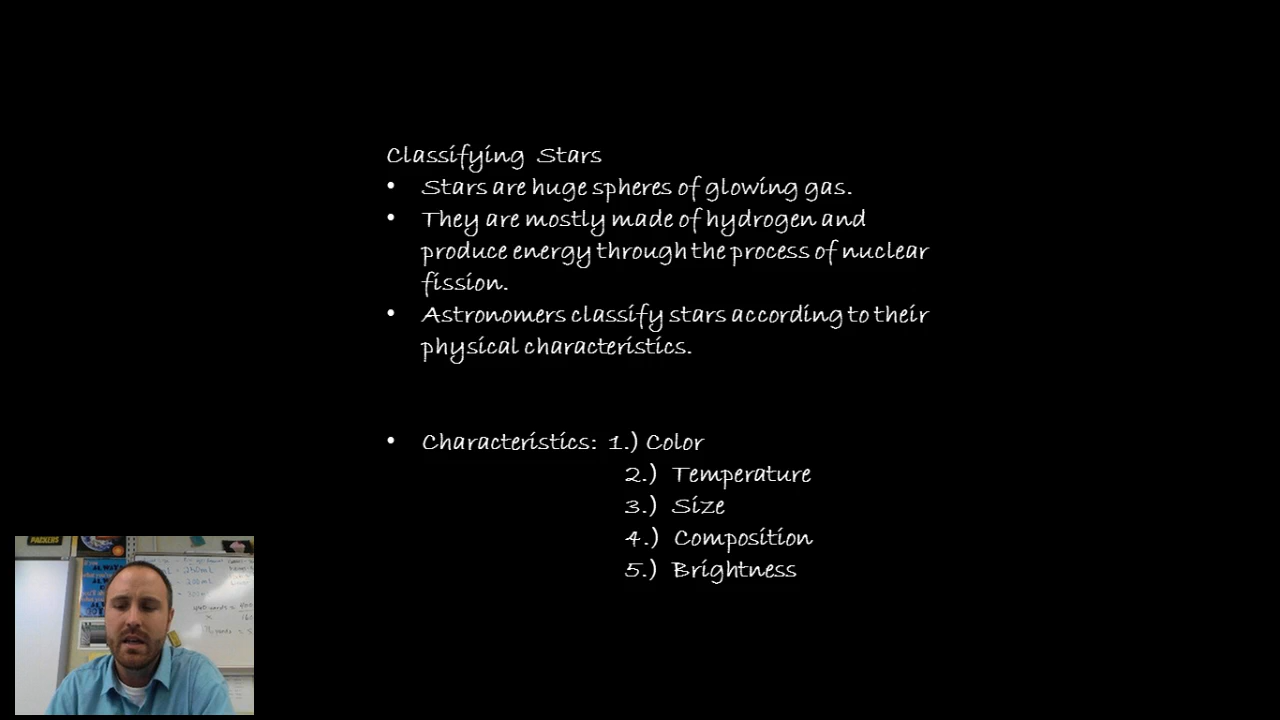 Classifying Stars
• Stars are huge spheres of glowing gas.
• They are mostly made of hydrogen and
produce energy through the process of nuclear
fission.
• Astronomers classify stars according to their
physical characteristics.
• Characteristics: 1.) Color
2.) Temperature
3.) Size
4.) Composition
5.) Brightness
PACKERS